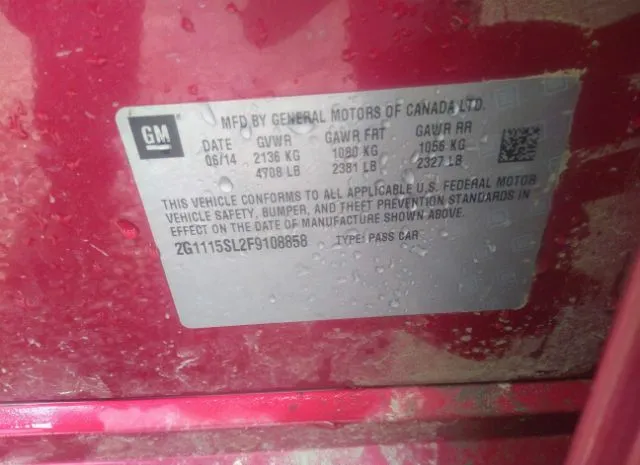 MFD BY GENERAL MOTORS OF CANADA LTD.
GM
DATE GVWR GAWR FRT GAWR RR
06/14 2136 KG 1080 KG 1056 KG
4708 LB 2381 LB 2327 LB
THIS VEHICLE CONFORMS TO ALL APPLICABLE U.S. FEDERAL MOTOR
VEHICLE SAFETY, BUMPER, AND THEFT PREVENTION STANDARDS IN
EFFECT ON THE DATE OF MANUFACTURE SHOWN ABOVE.
2G1115SL2F9108858 TYPE: PASS CAR